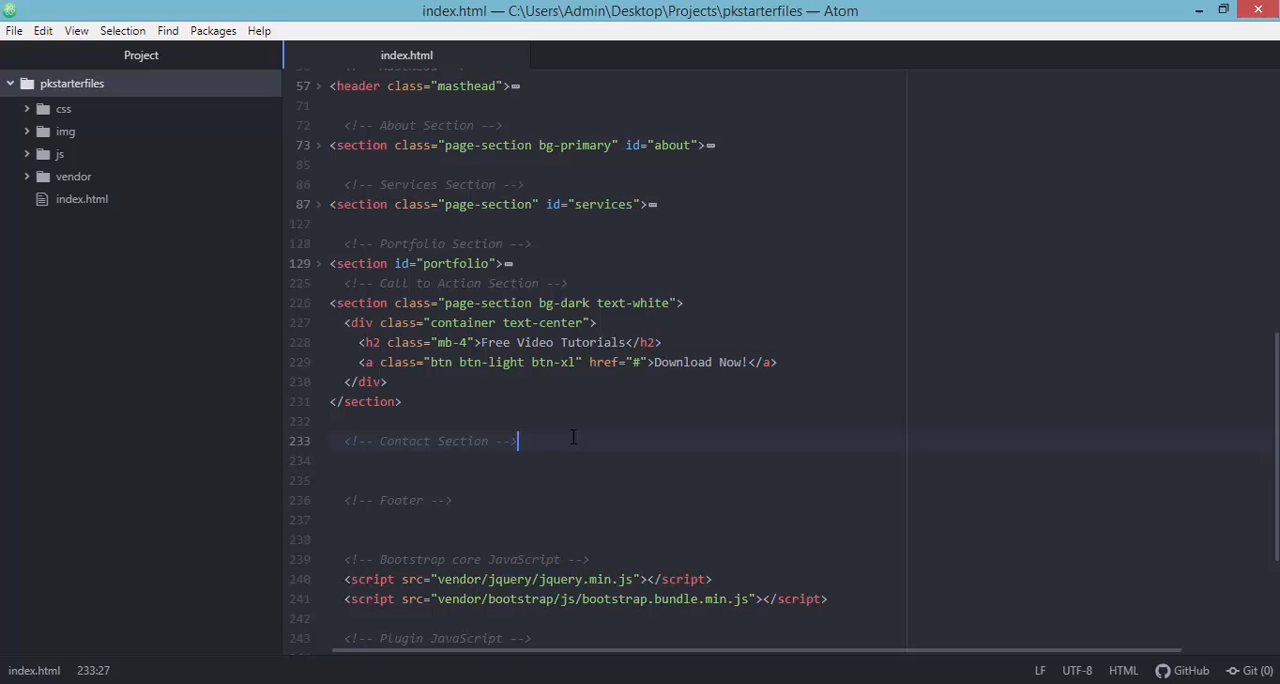 index.html — C:\Users\Admin\Desktop\Projects\pkstarterfiles — Atom
File Edit View Selection Find Packages Help
Project
index.html
pkstarterfiles
css
img
js
vendor
index.html
57 <header class="masthead">
71
72 <!-- About Section -->
73 <section class="page-section bg-primary" id="about">
85
86 <!-- Services Section -->
87 <section class="page-section" id="services">
127
128 <!-- Portfolio Section -->
129 <section id="portfolio">
225 <!-- Call to Action Section -->
226 <section class="page-section bg-dark text-white">
227 <div class="container text-center">
228 <h2 class="mb-4">Free Video Tutorials</h2>
229 <a class="btn btn-light btn-xl" href="#">Download Now!</a>
230 </div>
231 </section>
232
233 <!-- Contact Section -->
234
235
236 <!-- Footer -->
237
238
239 <!-- Bootstrap core JavaScript -->
240 <script src="vendor/jquery/jquery.min.js"></script>
241 <script src="vendor/bootstrap/js/bootstrap.bundle.min.js"></script>
242
243 <!-- Plugin JavaScript -->
index.html 233:27 LF UTF-8 HTML GitHub Git (0)